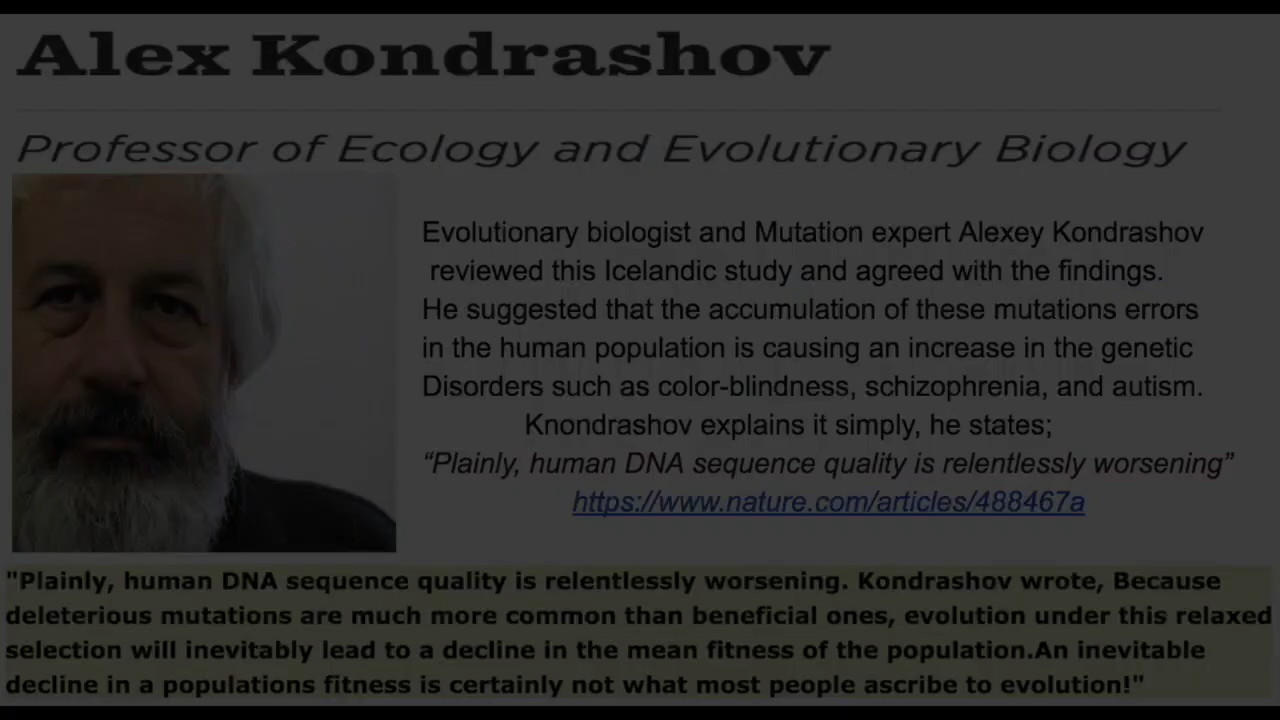 Alex Kondrashov
Professor of Ecology and Evolutionary Biology
Evolutionary biologist and Mutation expert Alexey Kondrashov
reviewed this Icelandic study and agreed with the findings.
He suggested that the accumulation of these mutations errors
in the human population is causing an increase in the genetic
Disorders such as color-blindness, schizophrenia, and autism.
Knondrashov explains it simply, he states;
“Plainly, human DNA sequence quality is relentlessly worsening”
https://www.nature.com/articles/488467a
"Plainly, human DNA sequence quality is relentlessly worsening. Kondrashov wrote, Because
deleterious mutations are much more common than beneficial ones, evolution under this relaxed
selection will inevitably lead to a decline in the mean fitness of the population.An inevitable
decline in a populations fitness is certainly not what most people ascribe to evolution!"